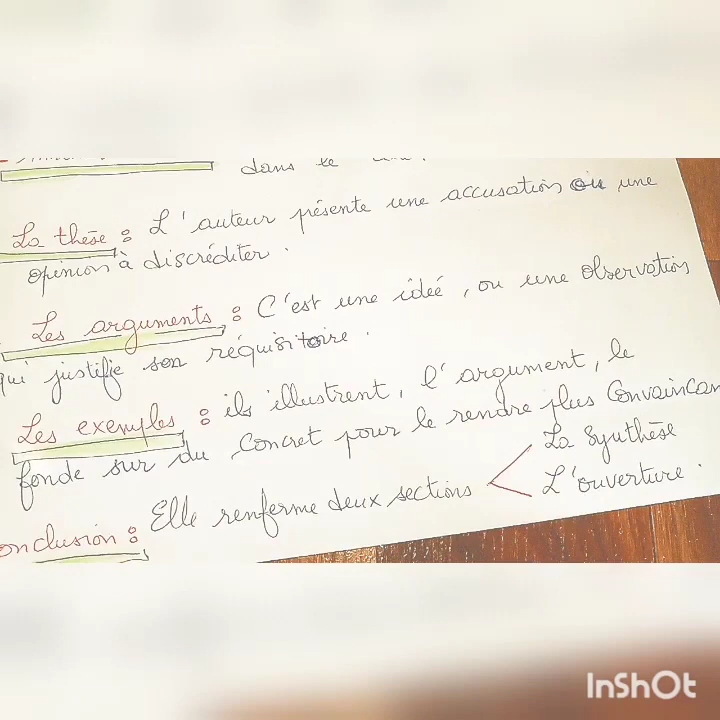 dans le
La thèse : L'auteur présente une accusation ou une
opinion à discréditer.
Les arguments : C'est une ideé, ou une observation
qui justifie son réquisitoire.
Les exemples : ils illustrent, l'argument, le
fonde sur du concret pour le rendre plus Convaincan
Conclusion : Elle renferme deux sections
La Synthèse
L'ouverture.
InShOt